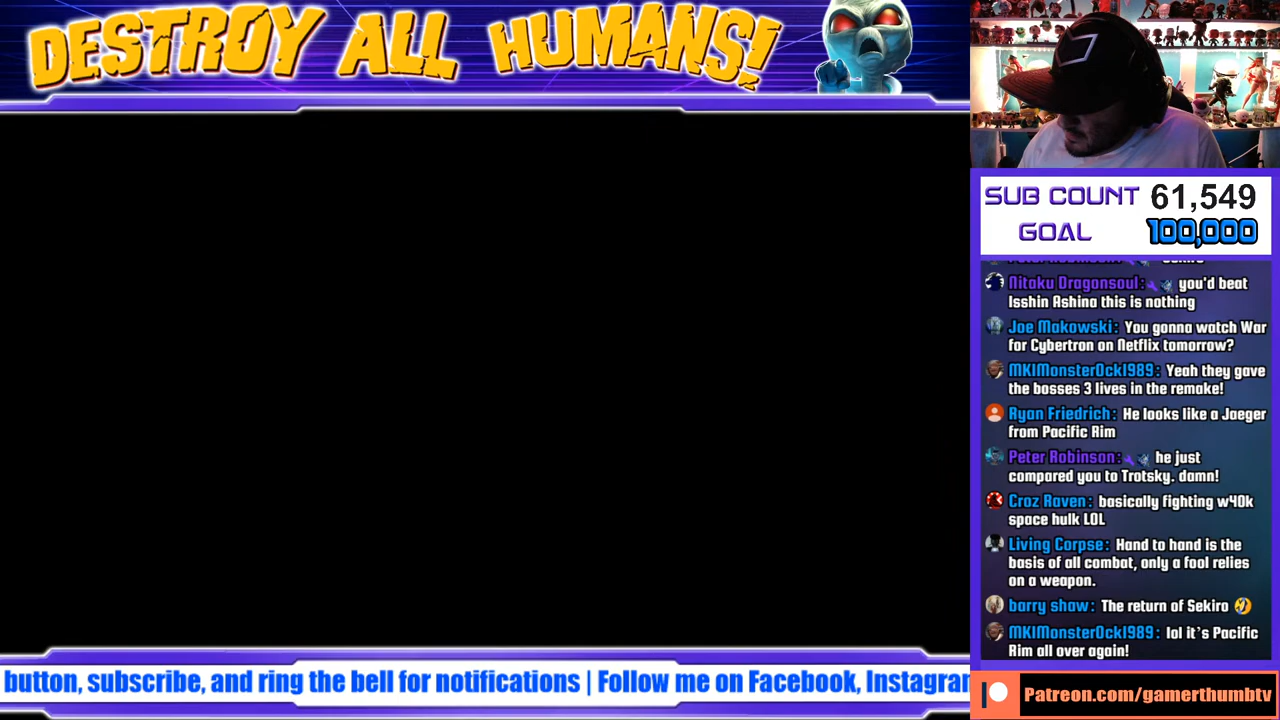 DESTROY ALL HUMANS!
SUB COUNT 61,549
GOAL 100,000
Nitaku Dragonsoul: you'd beat
Isshin Ashina this is nothing
Joe Makowski: You gonna watch War
for Cybertron on Netflix tomorrow?
MK1MonsterOck1989: Yeah they gave
the bosses 3 lives in the remake!
Ryan Friedrich: He looks like a Jaeger
from Pacific Rim
Peter Robinson: he just
compared you to Trotsky. damn!
Croz Raven: basically fighting w40k
space hulk LOL
Living Corpse: Hand to hand is the
basis of all combat, only a fool relies
on a weapon.
barry shaw: The return of Sekiro 🤣
MK1MonsterOck1989: lol it's Pacific
Rim all over again!
button, subscribe, and ring the bell for notifications | Follow me on Facebook, Instagram
Patreon.com/gamerthumbtv